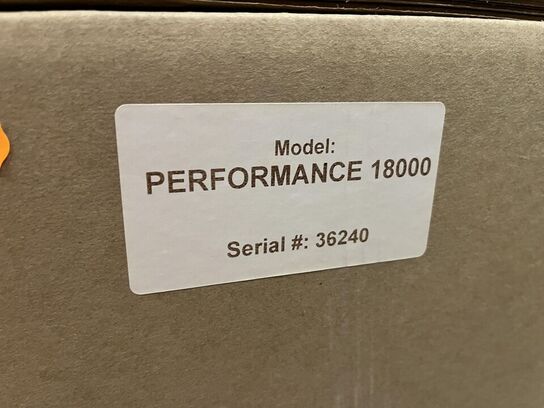 Model:
PERFORMANCE 18000
Serial #: 36240